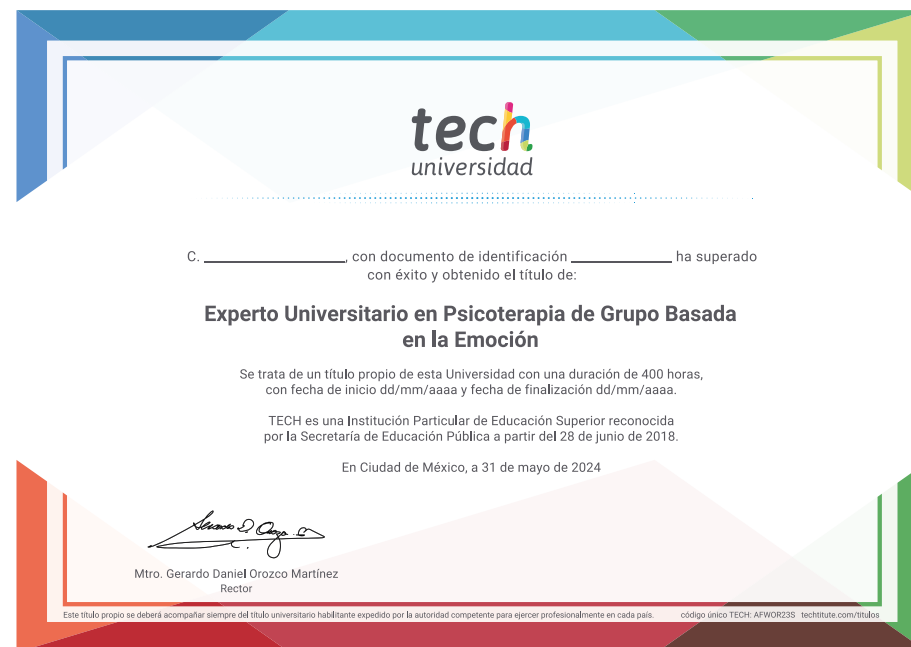 tech
universidad
C. ____________________, con documento de identificación ______________ ha superado
con éxito y obtenido el título de:
Experto Universitario en Psicoterapia de Grupo Basada
en la Emoción
Se trata de un título propio de esta Universidad con una duración de 400 horas,
con fecha de inicio dd/mm/aaaa y fecha de finalización dd/mm/aaaa.
TECH es una Institución Particular de Educación Superior reconocida
por la Secretaría de Educación Pública a partir del 28 de junio de 2018.
En Ciudad de México, a 31 de mayo de 2024
Mtro. Gerardo Daniel Orozco Martínez
Rector
Este título propio se deberá acompañar siempre del título universitario habilitante expedido por la autoridad competente para ejercer profesionalmente en cada país. código único TECH: AFWOR23S techtitute.com/titulos